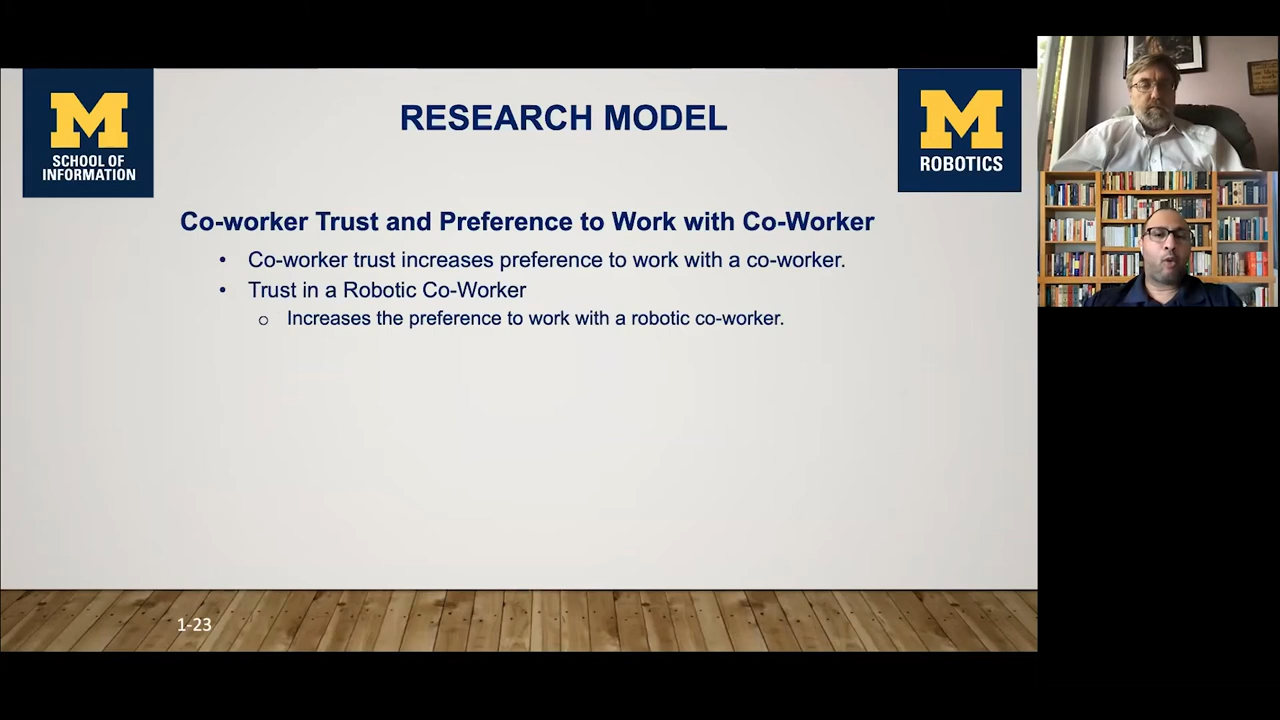 M
SCHOOL OF
INFORMATION
RESEARCH MODEL
M
ROBOTICS
Co-worker Trust and Preference to Work with Co-Worker
• Co-worker trust increases preference to work with a co-worker.
• Trust in a Robotic Co-Worker
o Increases the preference to work with a robotic co-worker.
1-23